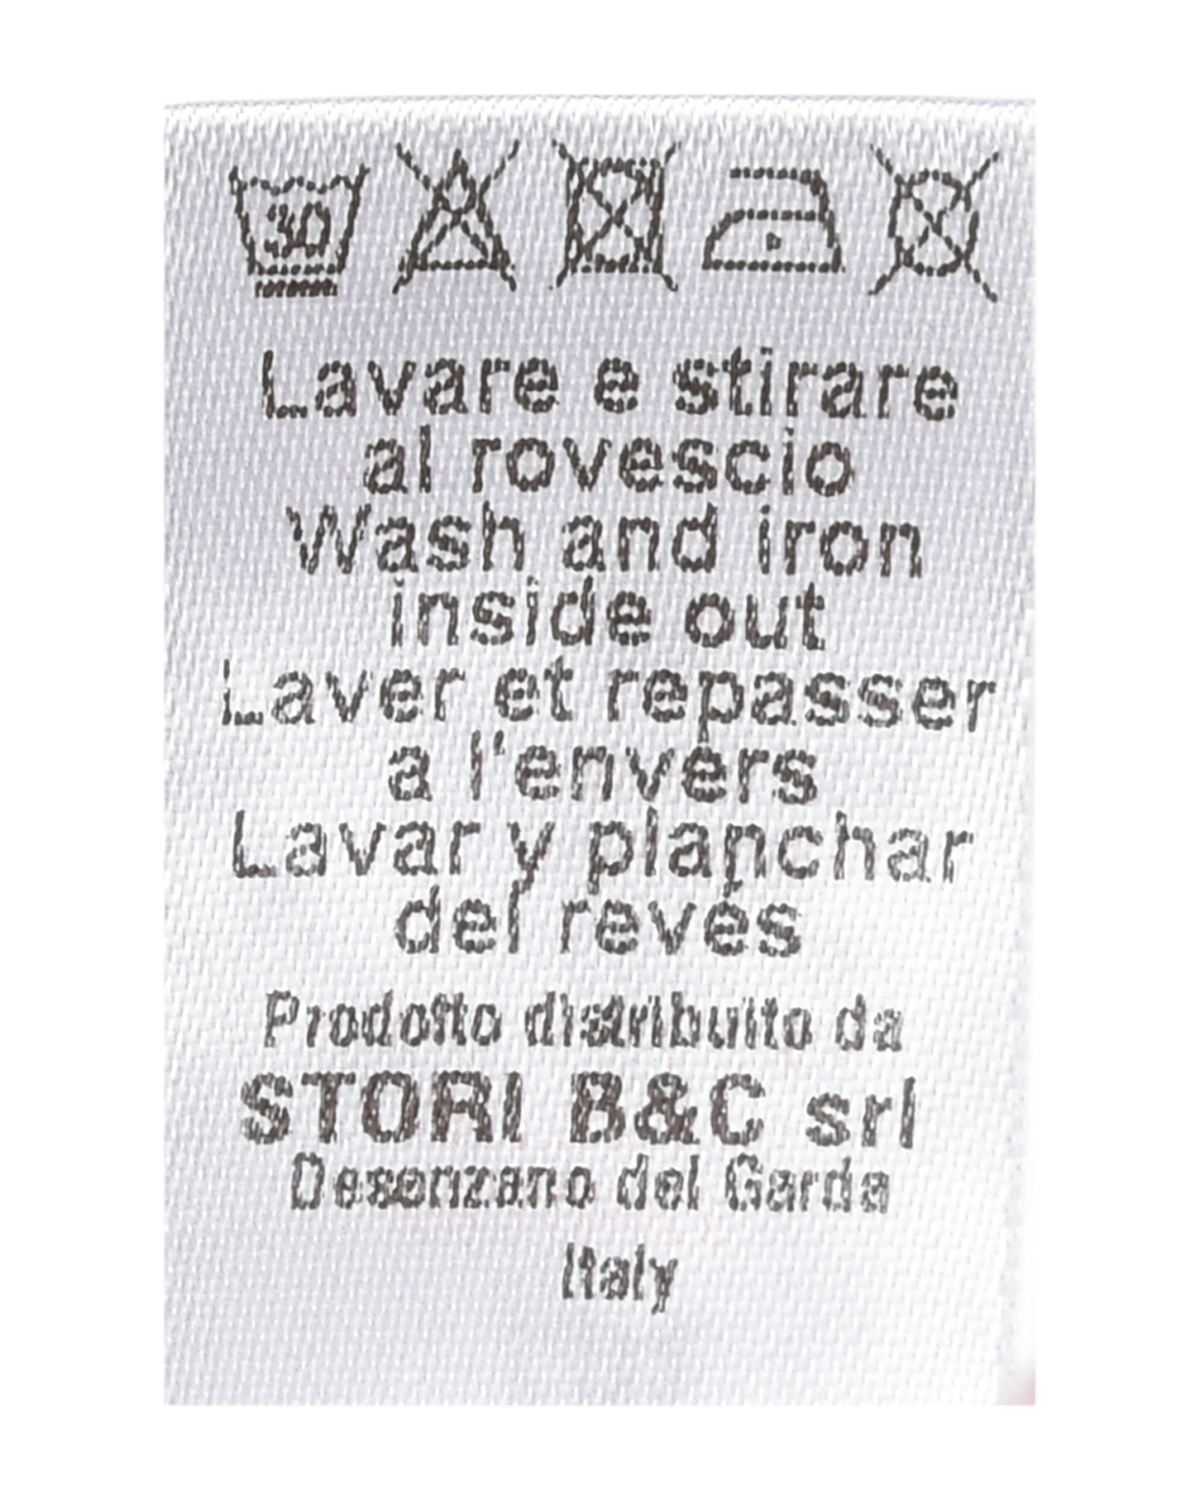 30
Lavare e stirare
al rovescio
Wash and iron
inside out
Laver et repasser
a l'envers
Lavar y planchar
del revés
Prodotto distribuito da
STORI B&C srl
Desenzano del Garda
Italy